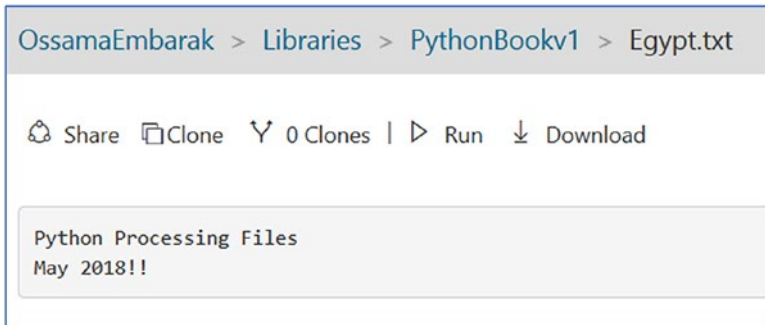 OssamaEmbarak > Libraries > PythonBookv1 > Egypt.txt
Share Clone 0 Clones | Run Download
Python Processing Files
May 2018!!